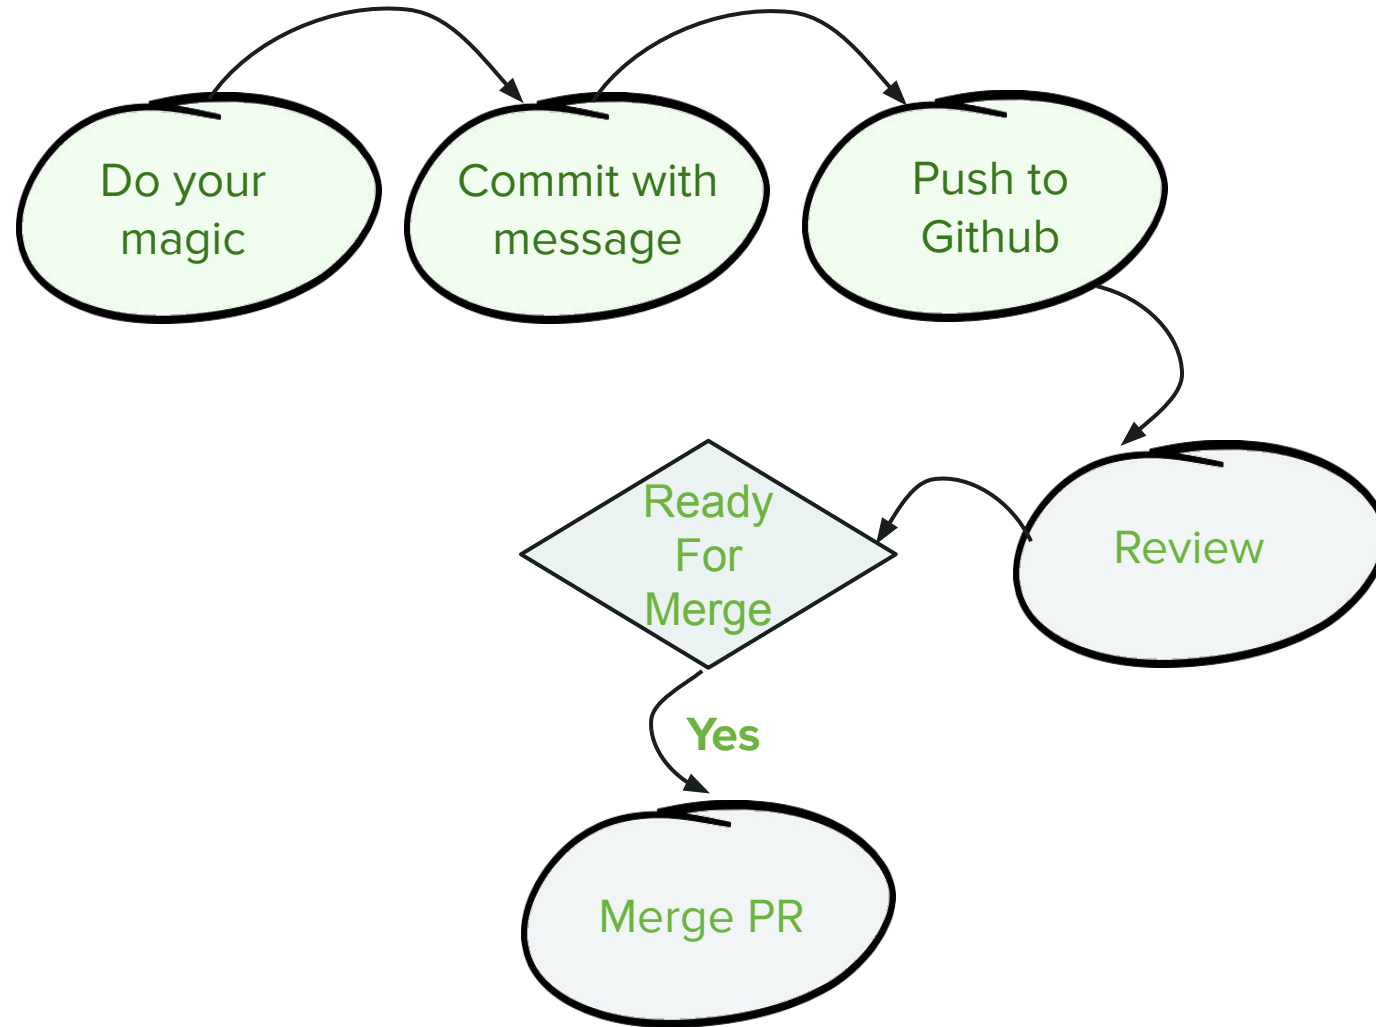 Do your
magic
Commit with
message
Push to
Github
Review
Ready
For
Merge
Yes
Merge PR